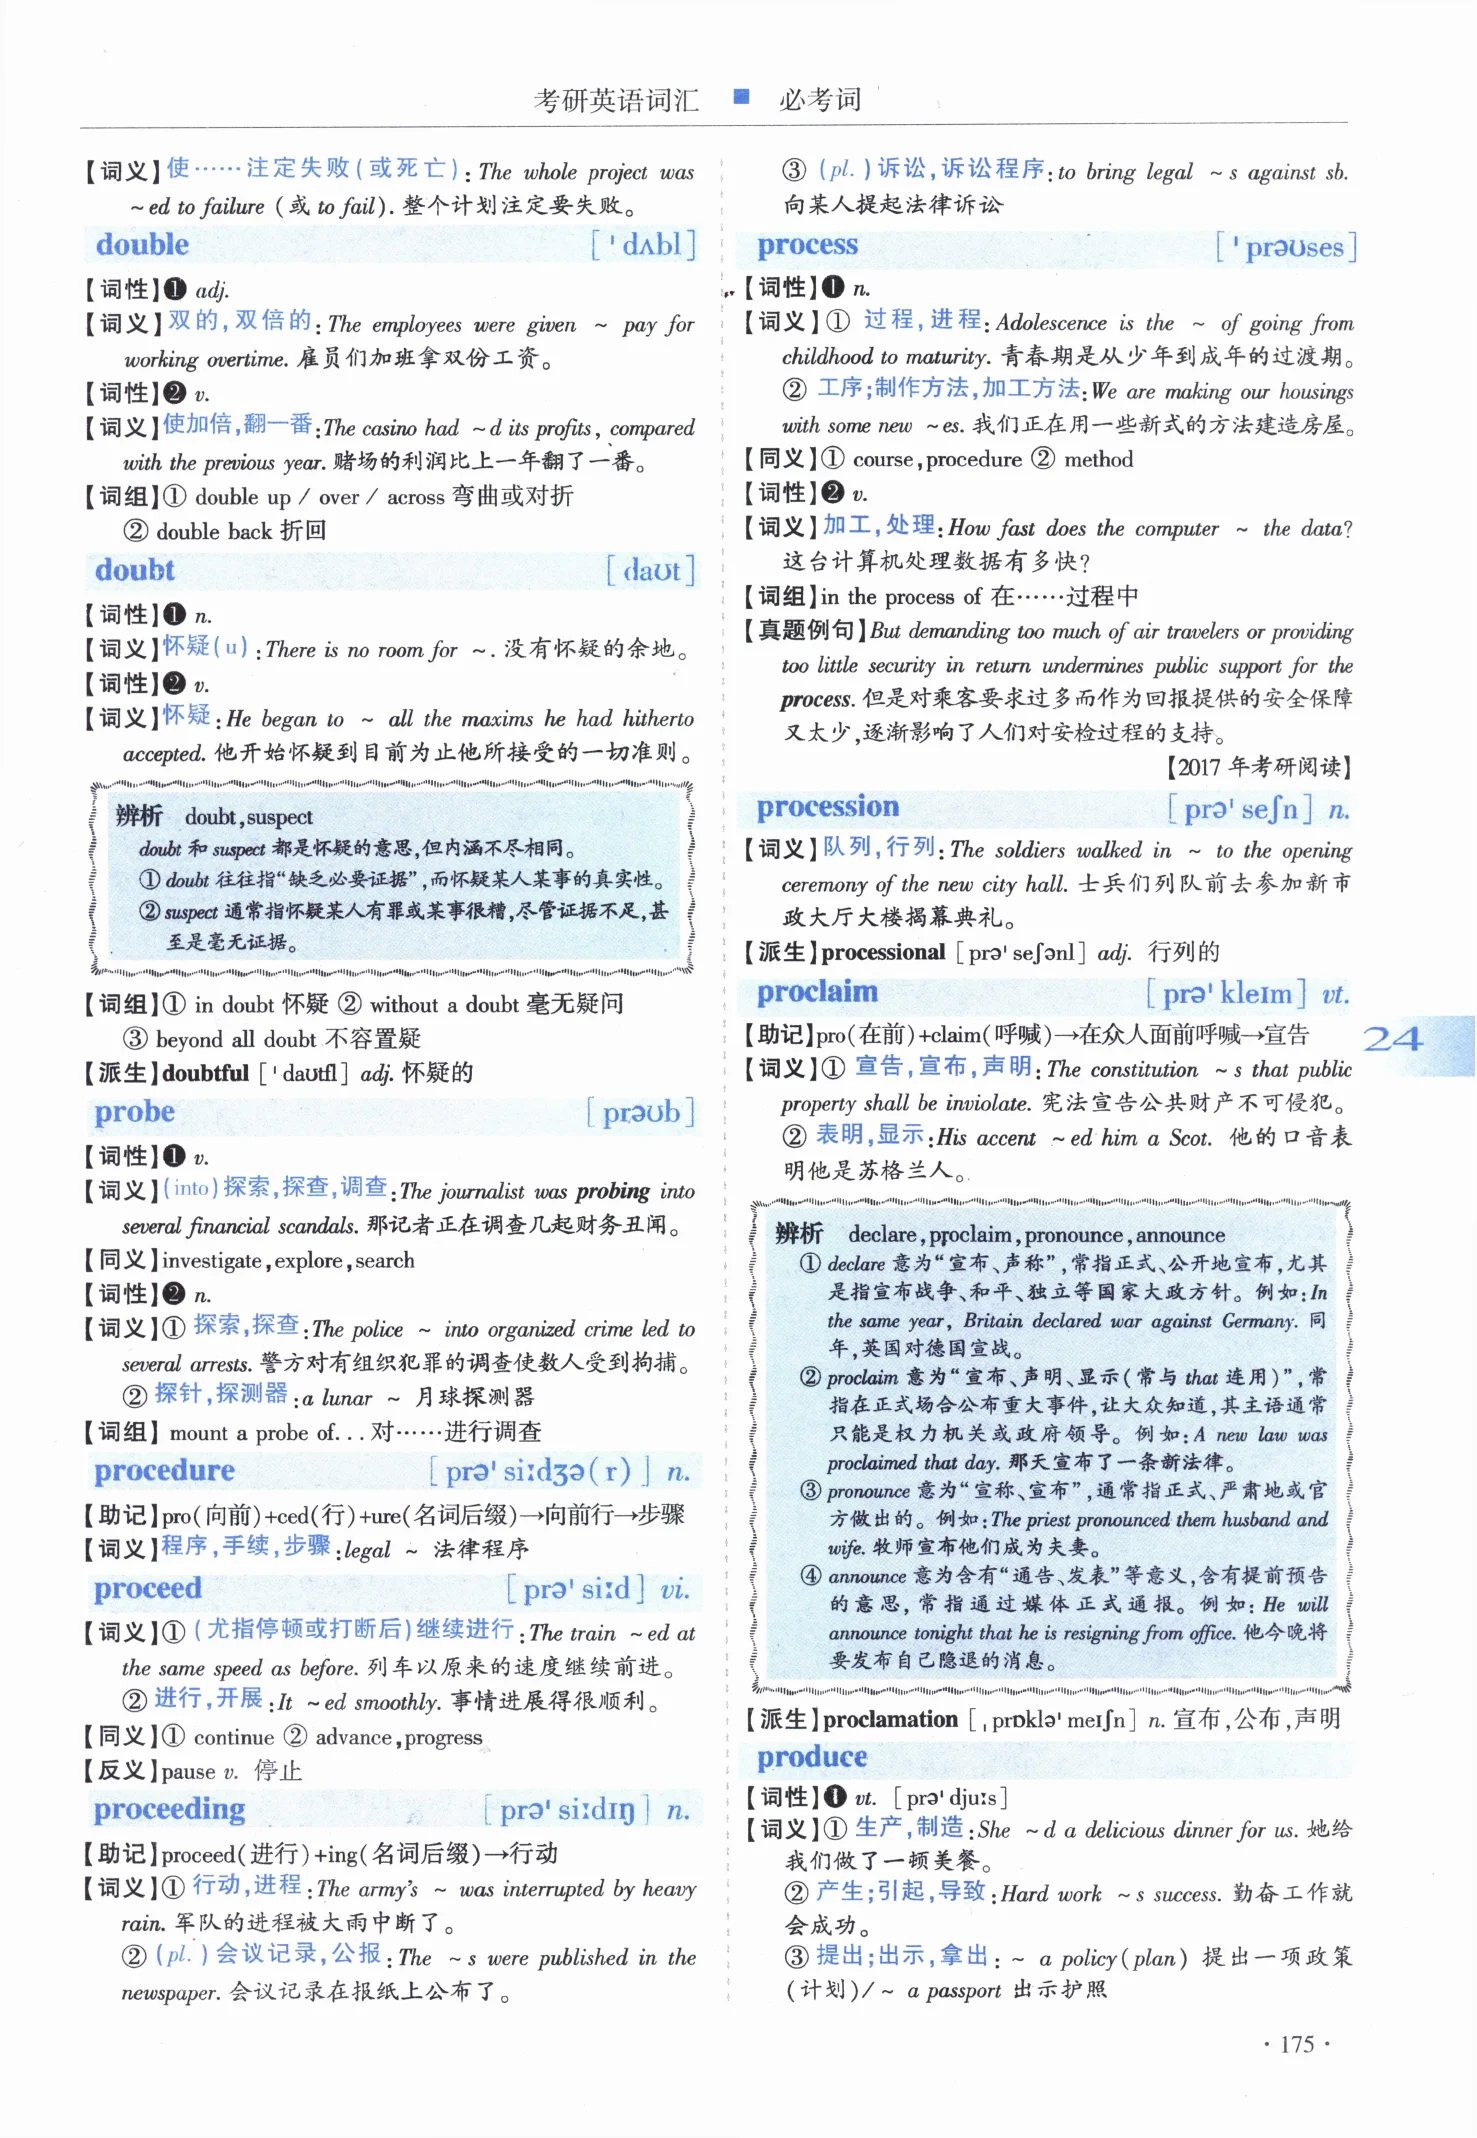 考研英语词汇 ■ 必考词
【词义】使……注定失败(或死亡): The whole project was
~ed to failure (或 to fail). 整个计划注定要失败。
double ['dʌbl]
【词性】❶ adj.
【词义】双的,双倍的: The employees were given ~ pay for
working overtime. 雇员们加班拿双份工资。
【词性】❷ v.
【词义】使加倍,翻一番: The casino had ~d its profits, compared
with the previous year. 赌场的利润比上一年翻了一番。
【词组】① double up / over / across 弯曲或对折
② double back 折回
doubt [daʊt]
【词性】❶ n.
【词义】怀疑(u): There is no room for ~. 没有怀疑的余地。
【词性】❷ v.
【词义】怀疑: He began to ~ all the maxims he had hitherto
accepted. 他开始怀疑到目前为止他所接受的一切准则。
辨析 doubt, suspect
doubt 和 suspect 都是怀疑的意思,但内涵不尽相同。
① doubt 往往指“缺乏必要证据”,而怀疑某人某事的真实性。
② suspect 通常指怀疑某人有罪或某事很糟,尽管证据不足,甚
至是毫无证据。
【词组】① in doubt 怀疑 ② without a doubt 毫无疑问
③ beyond all doubt 不容置疑
【派生】doubtful ['daʊtfl] adj. 怀疑的
probe [prəʊb]
【词性】❶ v.
【词义】(into)探索,探查,调查: The journalist was probing into
several financial scandals. 那记者正在调查几起财务丑闻。
【同义】investigate, explore, search
【词性】❷ n.
【词义】① 探索,探查: The police ~ into organized crime led to
several arrests. 警方对有组织犯罪的调查使数人受到拘捕。
② 探针,探测器: a lunar ~ 月球探测器
【词组】 mount a probe of... 对……进行调查
procedure [prə'siːdʒə(r)] n.
【助记】pro(向前)+ced(行)+ure(名词后缀)→向前行→步骤
【词义】程序,手续,步骤: legal ~ 法律程序
proceed [prə'siːd] vi.
【词义】① (尤指停顿或打断后)继续进行: The train ~ed at
the same speed as before. 列车以原来的速度继续前进。
② 进行,开展: It ~ed smoothly. 事情进展得很顺利。
【同义】① continue ② advance, progress
【反义】pause v. 停止
proceeding [prə'siːdɪŋ] n.
【助记】proceed(进行)+ing(名词后缀)→行动
【词义】① 行动,进程: The army's ~ was interrupted by heavy
rain. 军队的进程被大雨中断了。
② (pl.)会议记录,公报: The ~s were published in the
newspaper. 会议记录在报纸上公布了。
③ (pl.)诉讼,诉讼程序: to bring legal ~s against sb.
向某人提起法律诉讼
process ['prəʊses]
【词性】❶ n.
【词义】① 过程,进程: Adolescence is the ~ of going from
childhood to maturity. 青春期是从少年到成年的过渡期。
② 工序;制作方法,加工方法: We are making our housings
with some new ~es. 我们正在用一些新式的方法建造房屋。
【同义】① course, procedure ② method
【词性】❷ v.
【词义】加工,处理: How fast does the computer ~ the data?
这台计算机处理数据有多快?
【词组】in the process of 在……过程中
【真题例句】But demanding too much of air travelers or providing
too little security in return undermines public support for the
process. 但是对乘客要求过多而作为回报提供的安全保障
又太少,逐渐影响了人们对安检过程的支持。
【2017 年考研阅读】
procession [prə'seʃn] n.
【词义】队列,行列: The soldiers walked in ~ to the opening
ceremony of the new city hall. 士兵们列队前去参加新市
政大厅大楼揭幕典礼。
【派生】processional [prə'seʃənl] adj. 行列的
proclaim [prə'kleɪm] vt.
【助记】pro(在前)+claim(呼喊)→在众人面前呼喊→宣告
【词义】① 宣告,宣布,声明: The constitution ~s that public
property shall be inviolate. 宪法宣告公共财产不可侵犯。
② 表明,显示: His accent ~ed him a Scot. 他的口音表
明他是苏格兰人。
辨析 declare, proclaim, pronounce, announce
① declare 意为“宣布、声称”,常指正式、公开地宣布,尤其
是指宣布战争、和平、独立等国家大政方针。例如: In
the same year, Britain declared war against Germany. 同
年,英国对德国宣战。
② proclaim 意为“宣布、声明、显示(常与 that 连用)”,常
指在正式场合公布重大事件,让大众知道,其主语通常
只能是权力机关或政府领导。例如: A new law was
proclaimed that day. 那天宣布了一条新法律。
③ pronounce 意为“宣称、宣布”,通常指正式、严肃地或官
方做出的。例如: The priest pronounced them husband and
wife. 牧师宣布他们成为夫妻。
④ announce 意为含有“通告、发表”等意义,含有提前预告
的意思,常指通过媒体正式通报。例如: He will
announce tonight that he is resigning from office. 他今晚将
要发布自己隐退的消息。
【派生】proclamation [ˌprɒklə'meɪʃn] n. 宣布,公布,声明
produce
【词性】❶ vt. [prə'djuːs]
【词义】① 生产,制造: She ~d a delicious dinner for us. 她给
我们做了一顿美餐。
② 产生;引起,导致: Hard work ~s success. 勤奋工作就
会成功。
③ 提出;出示,拿出: ~ a policy(plan) 提出一项政策
(计划)/~ a passport 出示护照
24
·175·